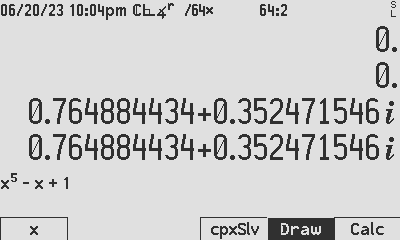 06/20/23 10:04pm ℂ∟∡ʳ /64× 64:2 S L
0.
0.
0.764884434+0.352471546i
0.764884434+0.352471546i
x⁵ − x + 1
x cpxSlv Draw Calc